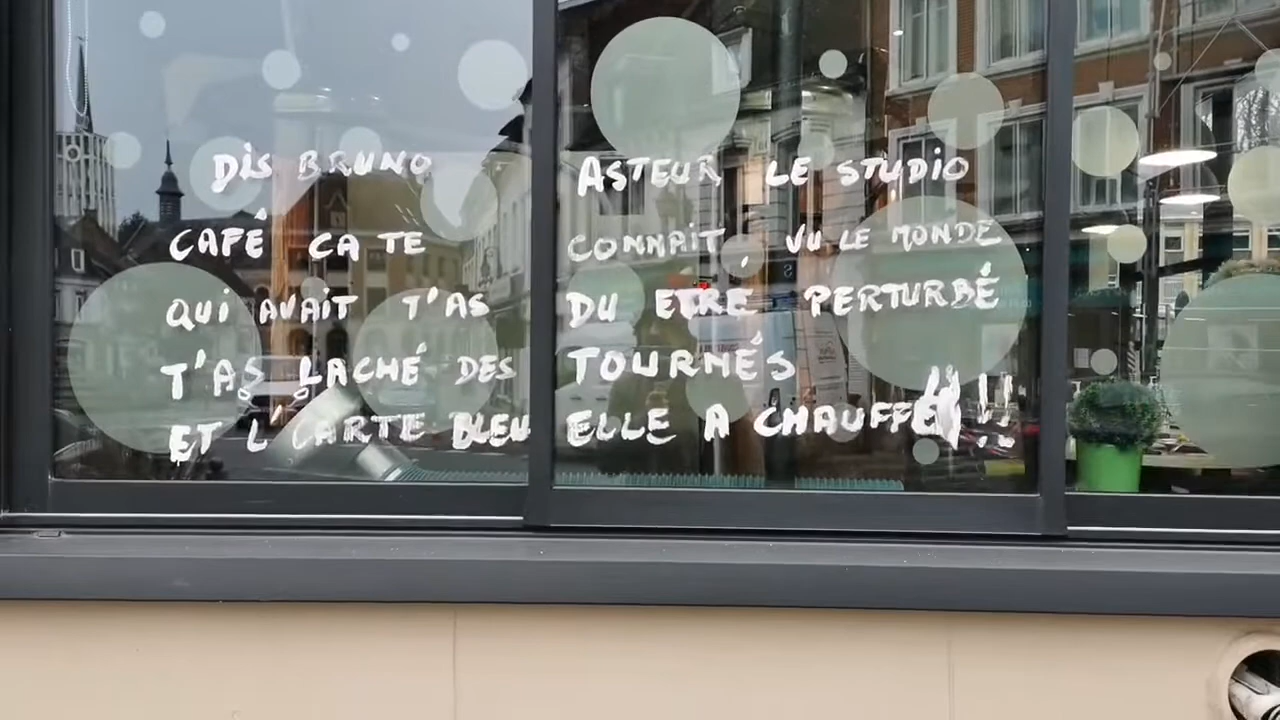 DIS BRUNO ASTEUR LE STUDIO
CAFÉ CA TE CONNAIT, VU LE MONDE
QUI AVAIT T'AS DU ETRÉ PERTURBÉ
T'AS LACHÉ DES TOURNÉS
ET L'CARTE BLEU ELLE A CHAUFFÉ !!!